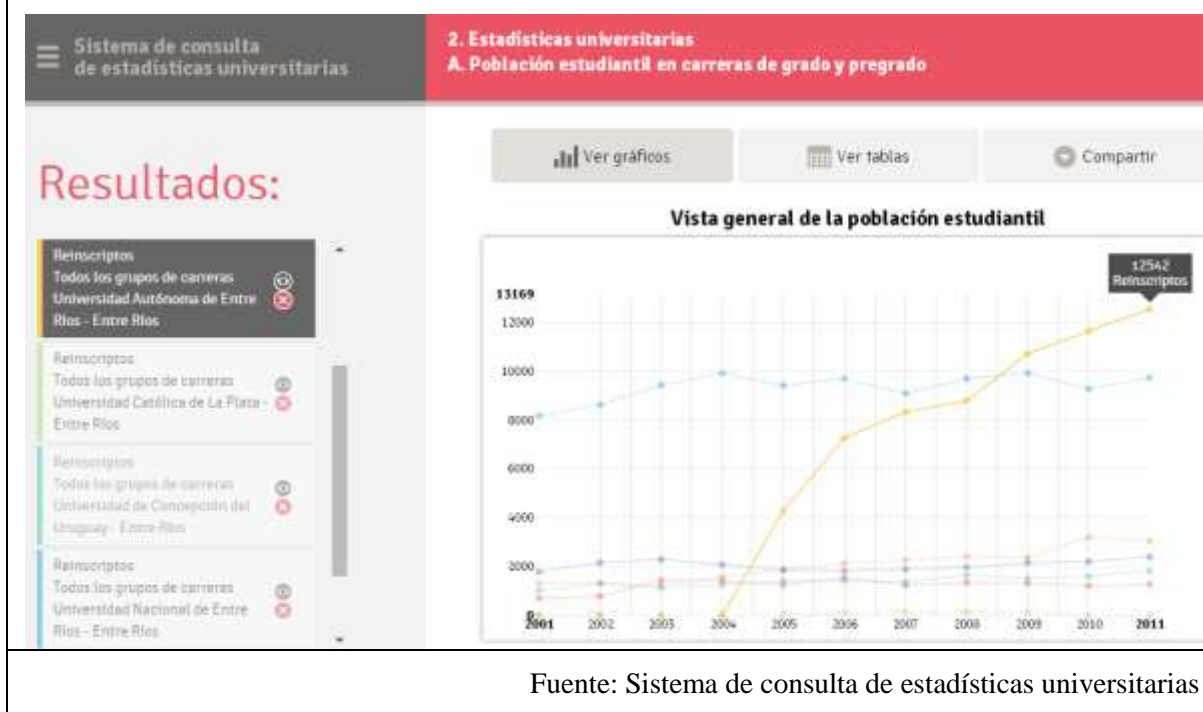 Sistema de consulta
de estadísticas universitarias
2. Estadísticas universitarias
A. Población estudiantil en carreras de grado y pregrado
Resultados:
Reinscriptos
Todos los grupos de carreras
Universidad Autónoma de Entre
Ríos - Entre Ríos
Reinscriptos
Todos los grupos de carreras
Universidad Católica de La Plata -
Entre Ríos
Reinscriptos
Todos los grupos de carreras
Universidad de Concepción del
Uruguay - Entre Ríos
Reinscriptos
Todos los grupos de carreras
Universidad Nacional de Entre
Ríos - Entre Ríos
Ver gráficos
Ver tablas
Compartir
Vista general de la población estudiantil
12542
Reinscriptos
13169
12000
10000
8000
6000
4000
2000
0
2001 2002 2003 2004 2005 2006 2007 2008 2009 2010 2011
Fuente: Sistema de consulta de estadísticas universitarias